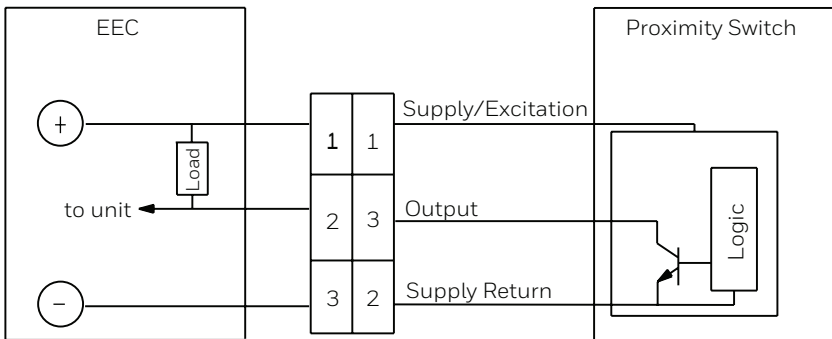 EEC
Proximity Switch
+
Supply/Excitation
1 1
Load
to unit
2 3
Output
Logic
−
3 2
Supply Return